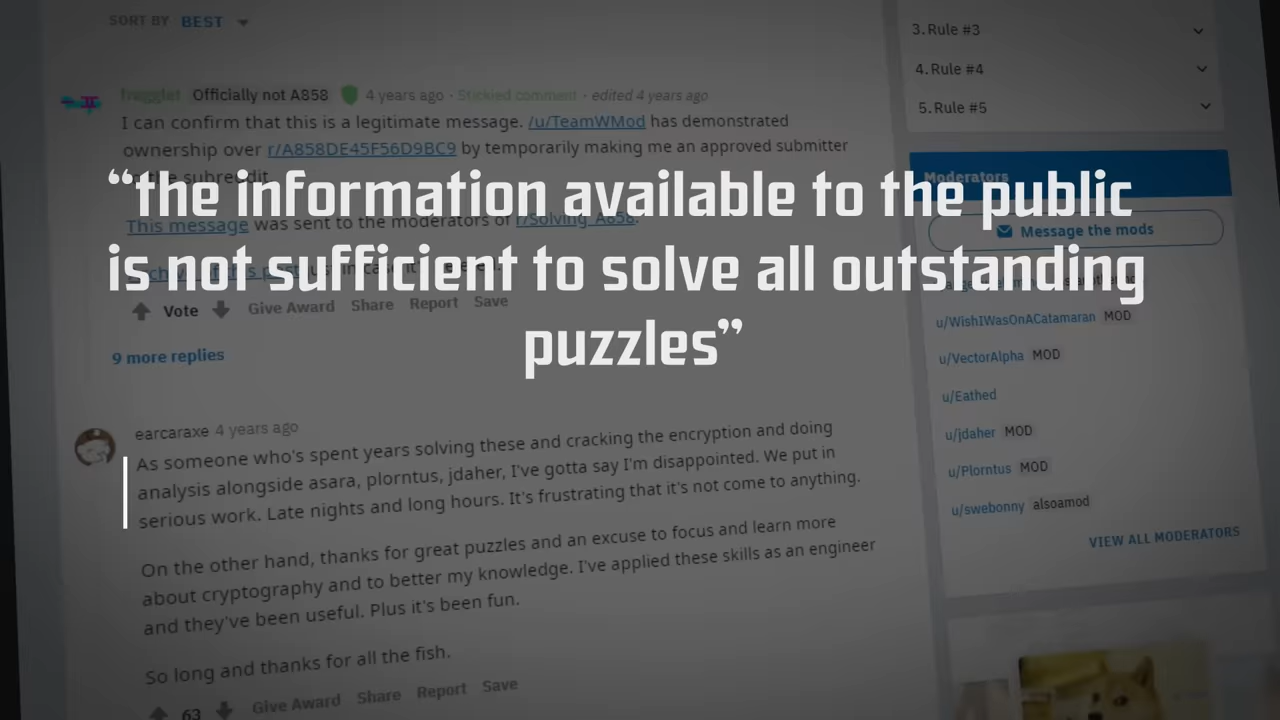 SORT BY BEST
3. Rule #3
4. Rule #4
5. Rule #5
Officially not A858 4 years ago · Stickied comment · edited 4 years ago
I can confirm that this is a legitimate message. /u/TeamWMod has demonstrated
ownership over r/A858DE45F56D9BC9 by temporarily making me an approved submitter
the subreddit.
“the information available to the public
is not sufficient to solve all outstanding
puzzles”
This message was sent to the moderators of r/Solving_A858.
Vote Give Award Share Report Save
9 more replies
earcaraxe 4 years ago
As someone who's spent years solving these and cracking the encryption and doing
analysis alongside asara, plorntus, jdaher, I've gotta say I'm disappointed. We put in
serious work. Late nights and long hours. It's frustrating that it's not come to anything.
On the other hand, thanks for great puzzles and an excuse to focus and learn more
about cryptography and to better my knowledge. I've applied these skills as an engineer
and they've been useful. Plus it's been fun.
So long and thanks for all the fish.
63 Give Award Share Report Save
Moderators
Message the mods
u/WishIWasOnACatamaran MOD
u/VectorAlpha MOD
u/Eathed
u/jdaher MOD
u/Plorntus MOD
u/swebonny alsoamod
VIEW ALL MODERATORS